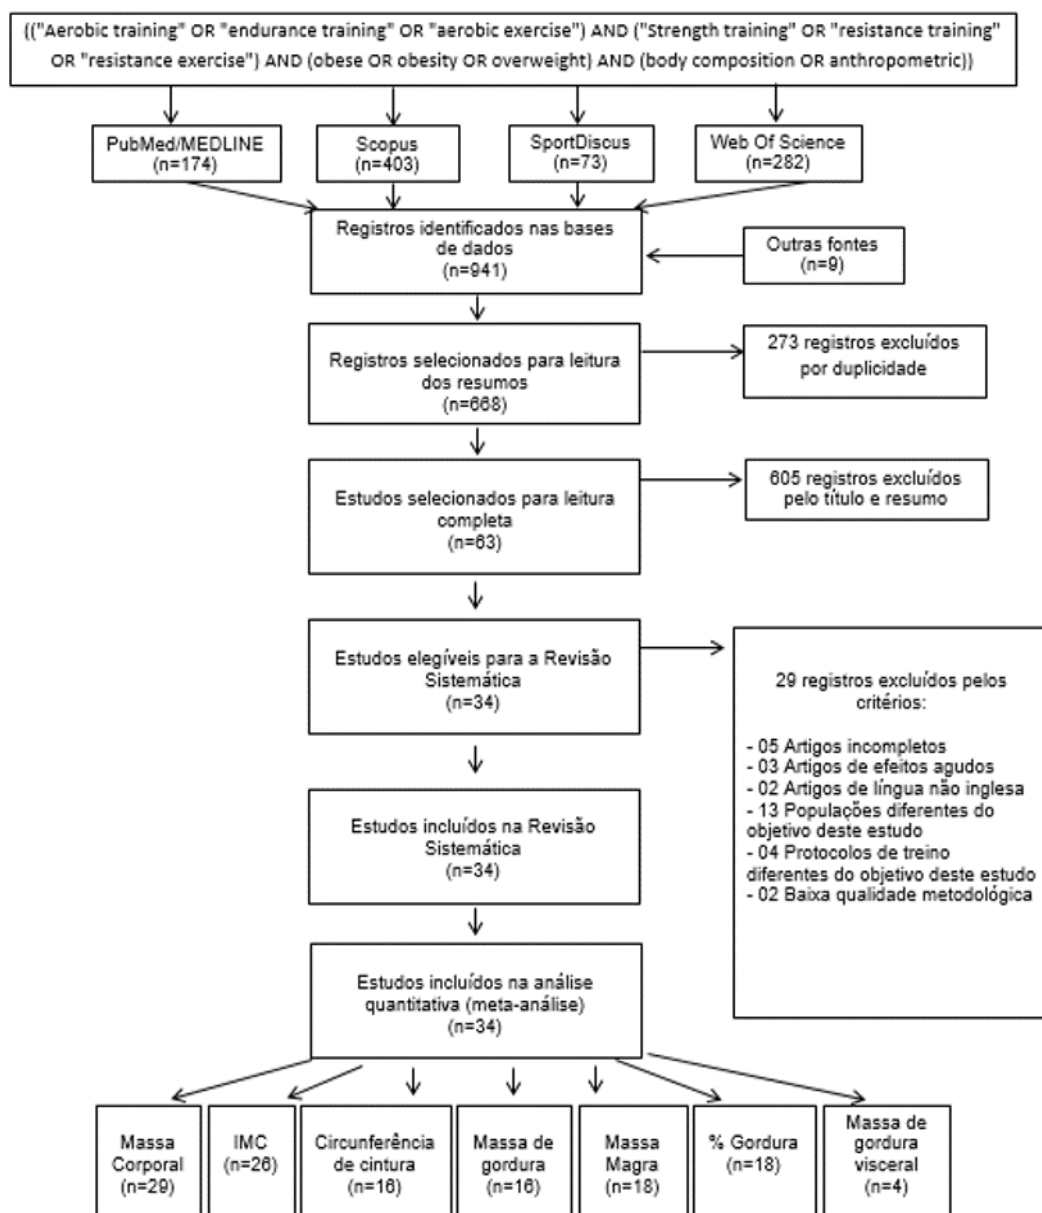 (("Aerobic training" OR "endurance training" OR "aerobic exercise") AND ("Strength training" OR "resistance training"
OR "resistance exercise") AND (obese OR obesity OR overweight) AND (body composition OR anthropometric))
PubMed/MEDLINE
(n=174)
Scopus
(n=403)
SportDiscus
(n=73)
Web Of Science
(n=282)
Registros identificados nas bases
de dados
(n=941)
Outras fontes
(n=9)
Registros selecionados para leitura
dos resumos
(n=668)
273 registros excluídos
por duplicidade
Estudos selecionados para leitura
completa
(n=63)
605 registros excluídos
pelo título e resumo
Estudos elegíveis para a Revisão
Sistemática
(n=34)
29 registros excluídos pelos
critérios:
- 05 Artigos incompletos
- 03 Artigos de efeitos agudos
- 02 Artigos de língua não inglesa
- 13 Populações diferentes do
objetivo deste estudo
- 04 Protocolos de treino
diferentes do objetivo deste estudo
- 02 Baixa qualidade metodológica
Estudos incluídos na Revisão
Sistemática
(n=34)
Estudos incluídos na análise
quantitativa (meta-análise)
(n=34)
Massa
Corporal
(n=29)
IMC
(n=26)
Circunferência
de cintura
(n=16)
Massa de
gordura
(n=16)
Massa
Magra
(n=18)
% Gordura
(n=18)
Massa de
gordura
visceral
(n=4)